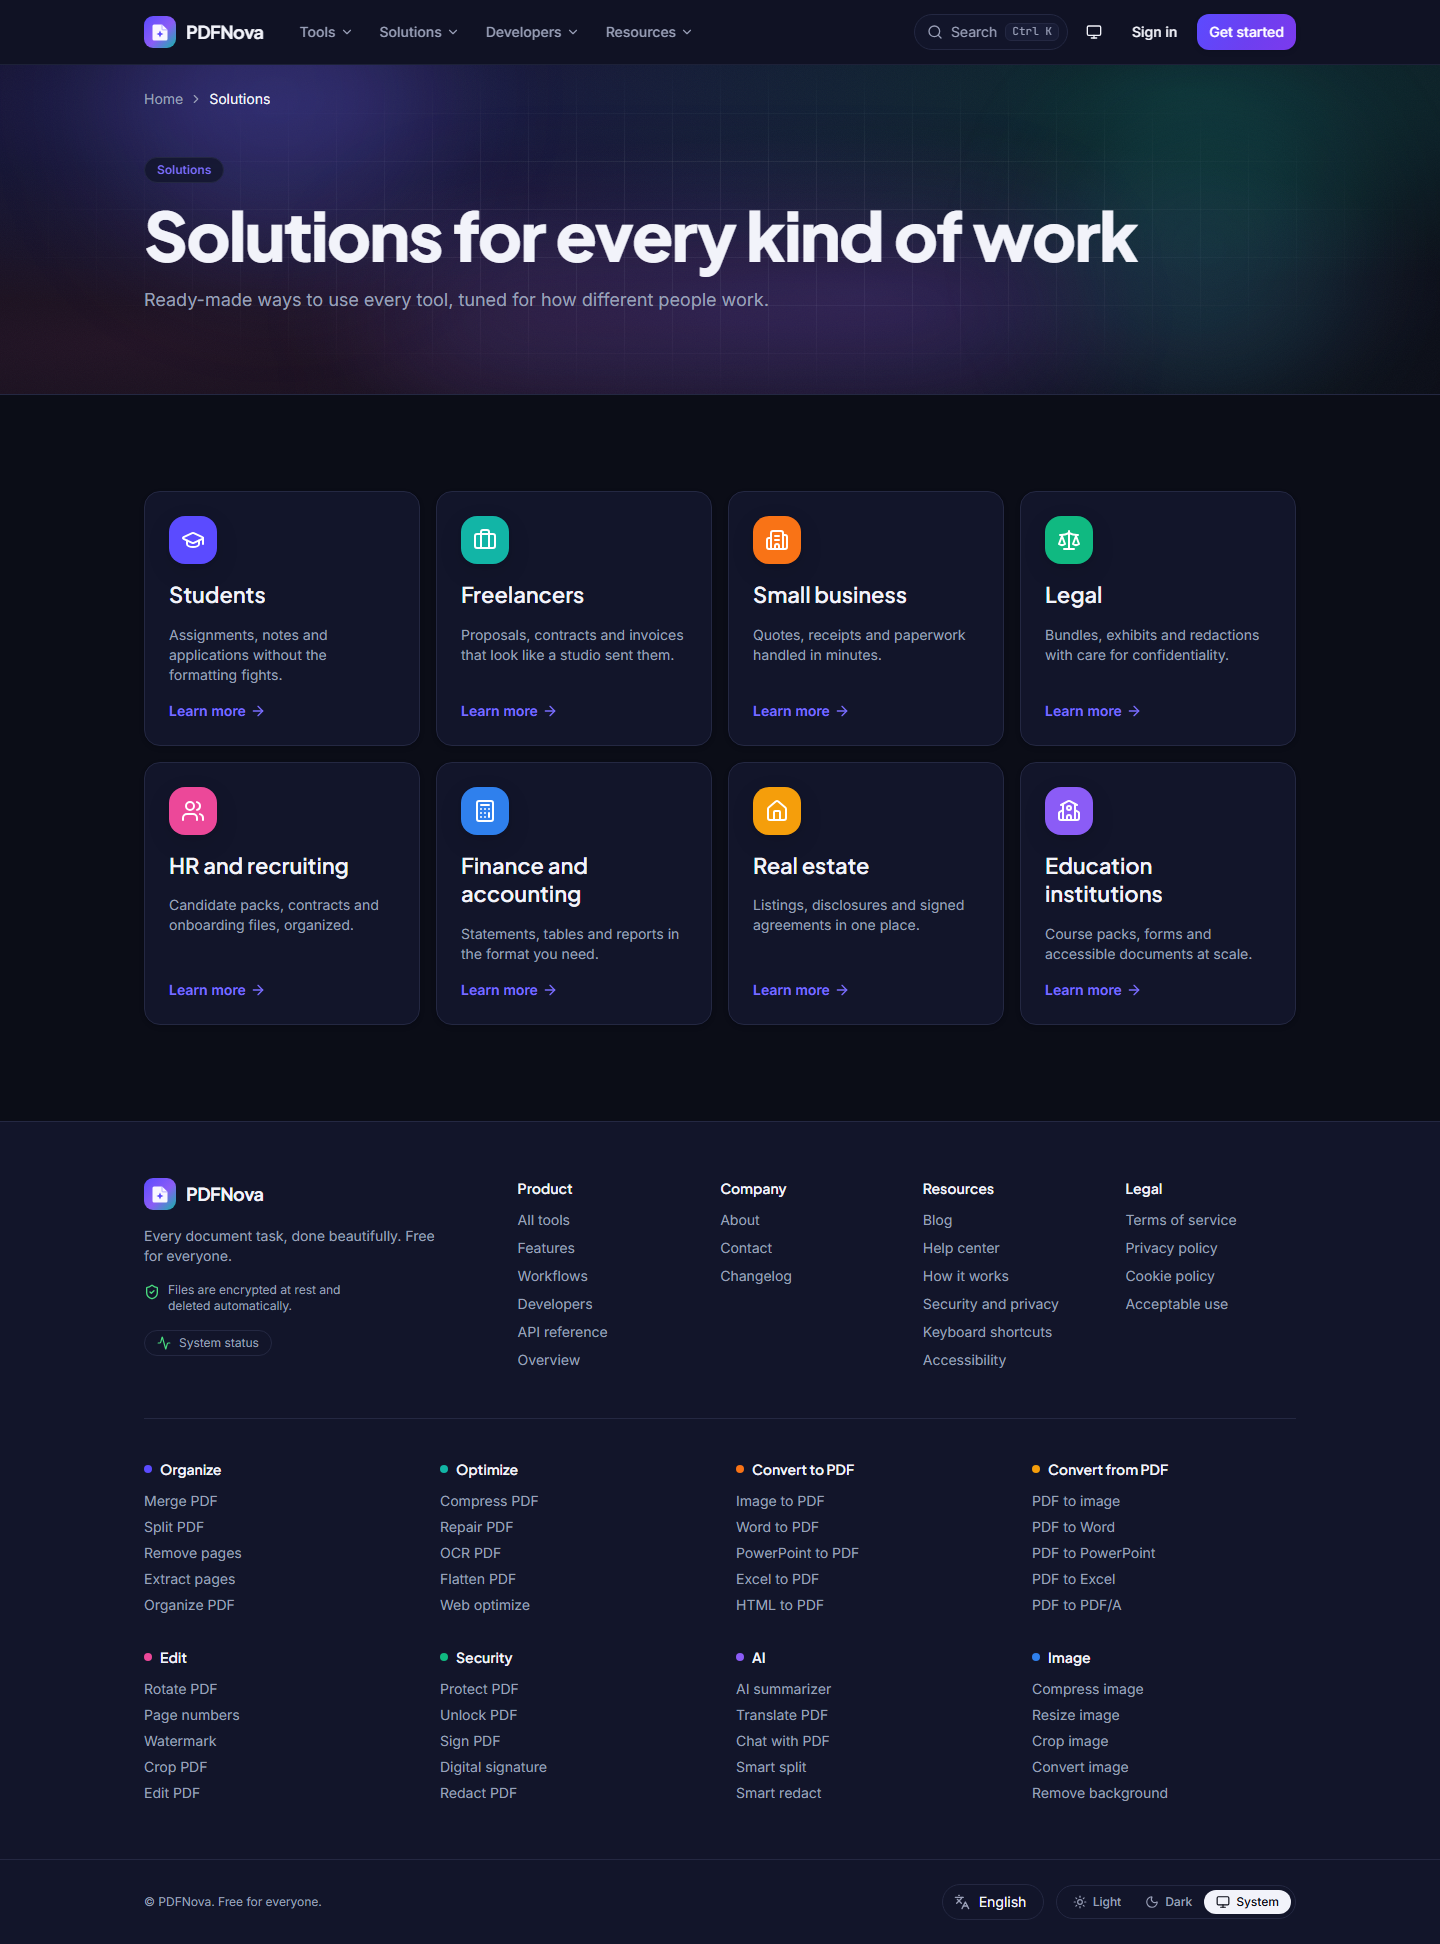 PDFNova
Tools
Solutions
Developers
Resources
Search
Ctrl K
Sign in
Get started
Home
Solutions
Solutions
Solutions for every kind of work
Ready-made ways to use every tool, tuned for how different people work.
Students
Assignments, notes and
applications without the
formatting fights.
Learn more
Freelancers
Proposals, contracts and invoices
that look like a studio sent them.
Learn more
Small business
Quotes, receipts and paperwork
handled in minutes.
Learn more
Legal
Bundles, exhibits and redactions
with care for confidentiality.
Learn more
HR and recruiting
Candidate packs, contracts and
onboarding files, organized.
Learn more
Finance and
accounting
Statements, tables and reports in
the format you need.
Learn more
Real estate
Listings, disclosures and signed
agreements in one place.
Learn more
Education
institutions
Course packs, forms and
accessible documents at scale.
Learn more
PDFNova
Every document task, done beautifully. Free
for everyone.
Files are encrypted at rest and
deleted automatically.
System status
Product
All tools
Features
Workflows
Developers
API reference
Overview
Company
About
Contact
Changelog
Resources
Blog
Help center
How it works
Security and privacy
Keyboard shortcuts
Accessibility
Legal
Terms of service
Privacy policy
Cookie policy
Acceptable use
Organize
Merge PDF
Split PDF
Remove pages
Extract pages
Organize PDF
Optimize
Compress PDF
Repair PDF
OCR PDF
Flatten PDF
Web optimize
Convert to PDF
Image to PDF
Word to PDF
PowerPoint to PDF
Excel to PDF
HTML to PDF
Convert from PDF
PDF to image
PDF to Word
PDF to PowerPoint
PDF to Excel
PDF to PDF/A
Edit
Rotate PDF
Page numbers
Watermark
Crop PDF
Edit PDF
Security
Protect PDF
Unlock PDF
Sign PDF
Digital signature
Redact PDF
AI
AI summarizer
Translate PDF
Chat with PDF
Smart split
Smart redact
Image
Compress image
Resize image
Crop image
Convert image
Remove background
© PDFNova. Free for everyone.
English
Light
Dark
System